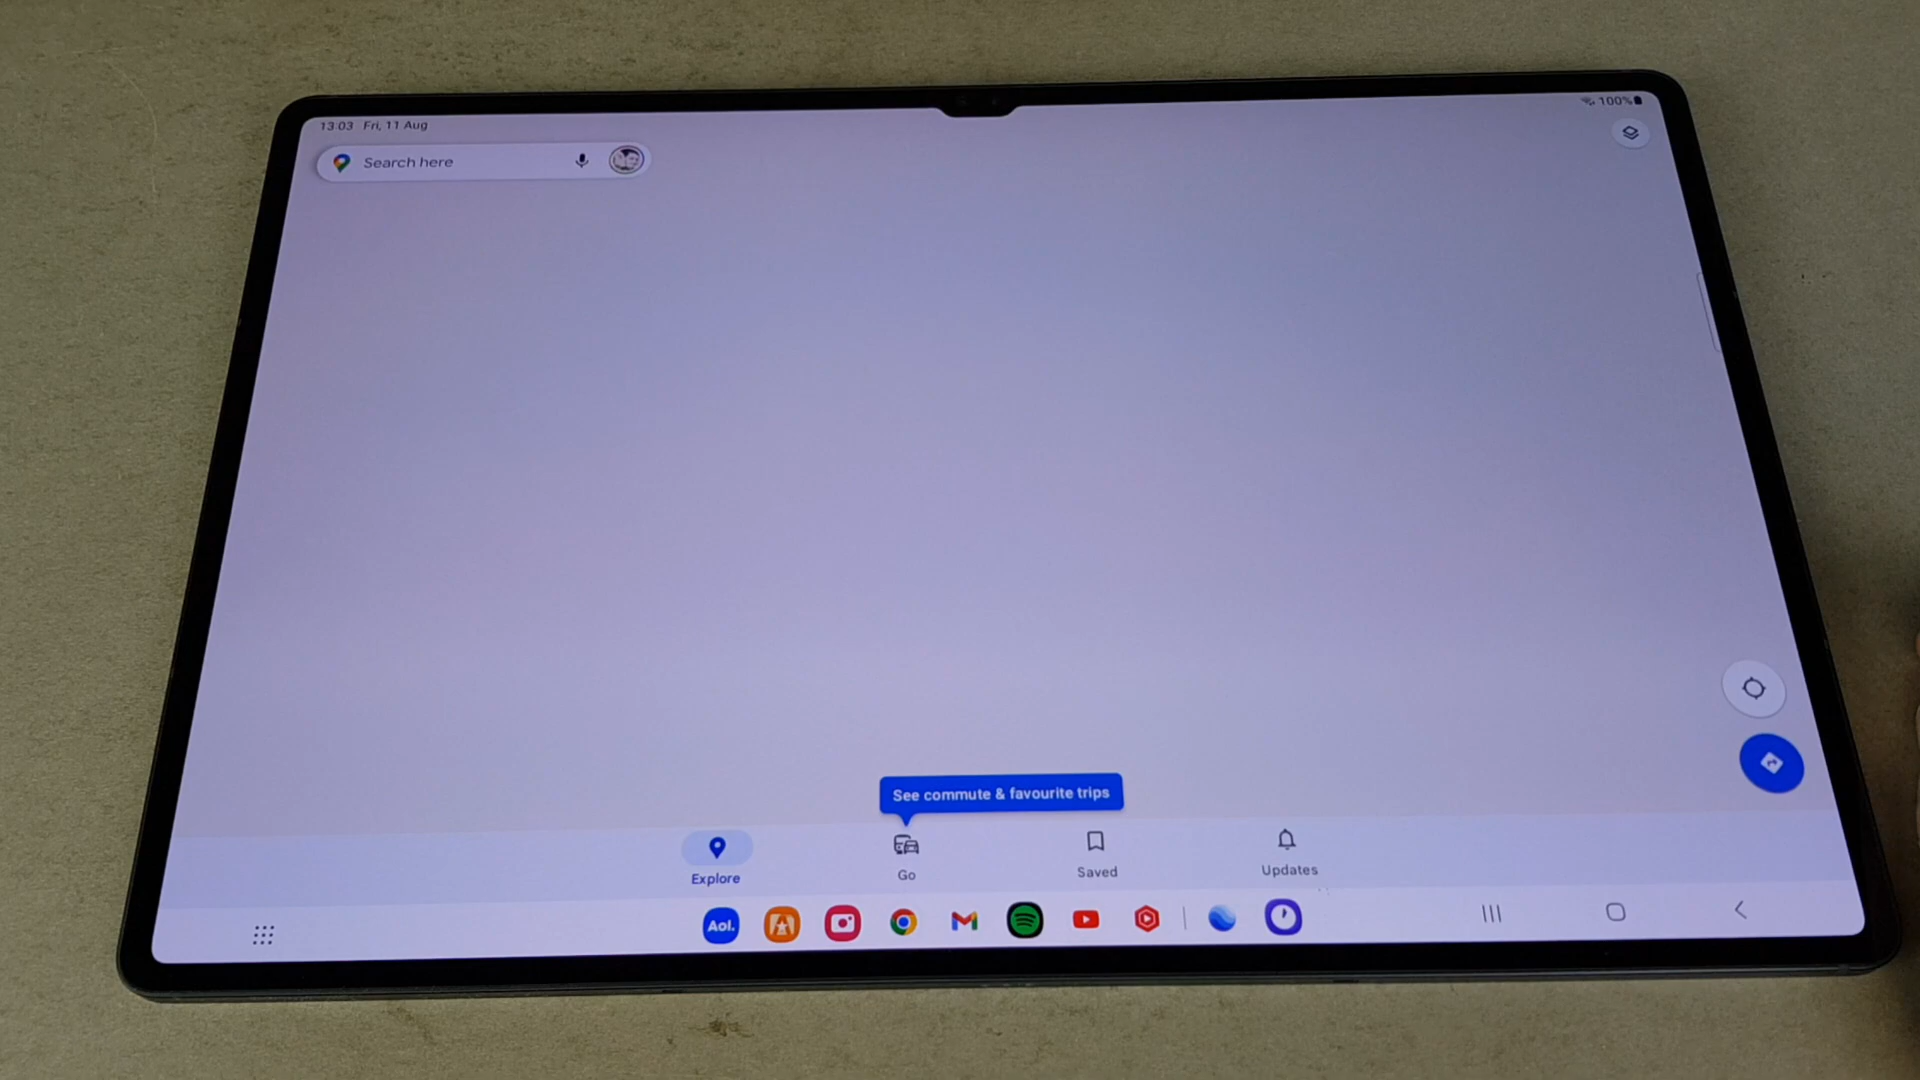 13:03 Fri, 11 Aug
100%
Search here
See commute & favourite trips
Explore
Go
Saved
Updates
Aol.